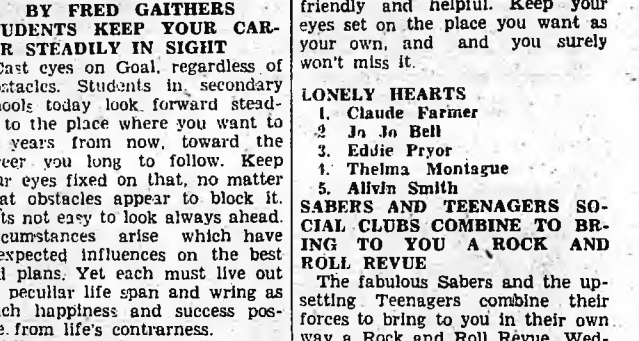 BY FRED GAITHERS
UDENTS KEEP YOUR CAR-
R STEADILY IN SIGHT
Cast eyes on Goal, regardless of
stacles. Students in secondary
ools today look forward stead-
to the place where you want to
years from now, toward the
eer you long to follow. Keep
ur eyes fixed on that, no matter
at obstacles appear to block it.
ts not easy to look always ahead.
cumstances arise which have
expected influences on the best
d plans. Yet each must live out
peculiar life span and wring as
ch happiness and success pos-
e. from life's contrarness.
friendly and helpful. Keep your
eyes set on the place you want as
your own, and and you surely
won't miss it.
LONELY HEARTS
1. Claude Farmer
2 Jo Jo Bell
3. Eddie Pryor
4. Thelma Montague
5. Allvin Smith
SABERS AND TEENAGERS SO-
CIAL CLUBS COMBINE TO BR-
ING TO YOU A ROCK AND
ROLL REVUE
The fabulous Sabers and the up-
setting Teenagers combine their
forces to bring to you in their own
way a Rock and Roll Revue Wed-